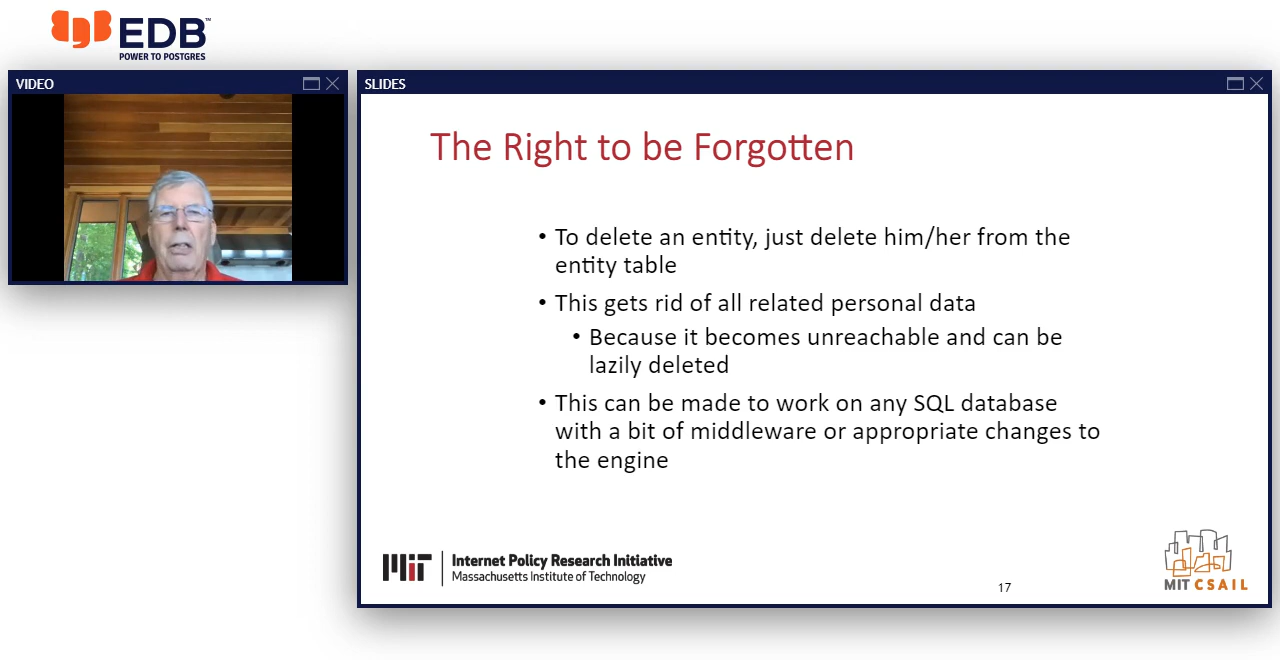 EDB™
POWER TO POSTGRES
VIDEO
SLIDES
The Right to be Forgotten
• To delete an entity, just delete him/her from the
entity table
• This gets rid of all related personal data
• Because it becomes unreachable and can be
lazily deleted
• This can be made to work on any SQL database
with a bit of middleware or appropriate changes to
the engine
MIT
Internet Policy Research Initiative
Massachusetts Institute of Technology
17
MIT CSAIL